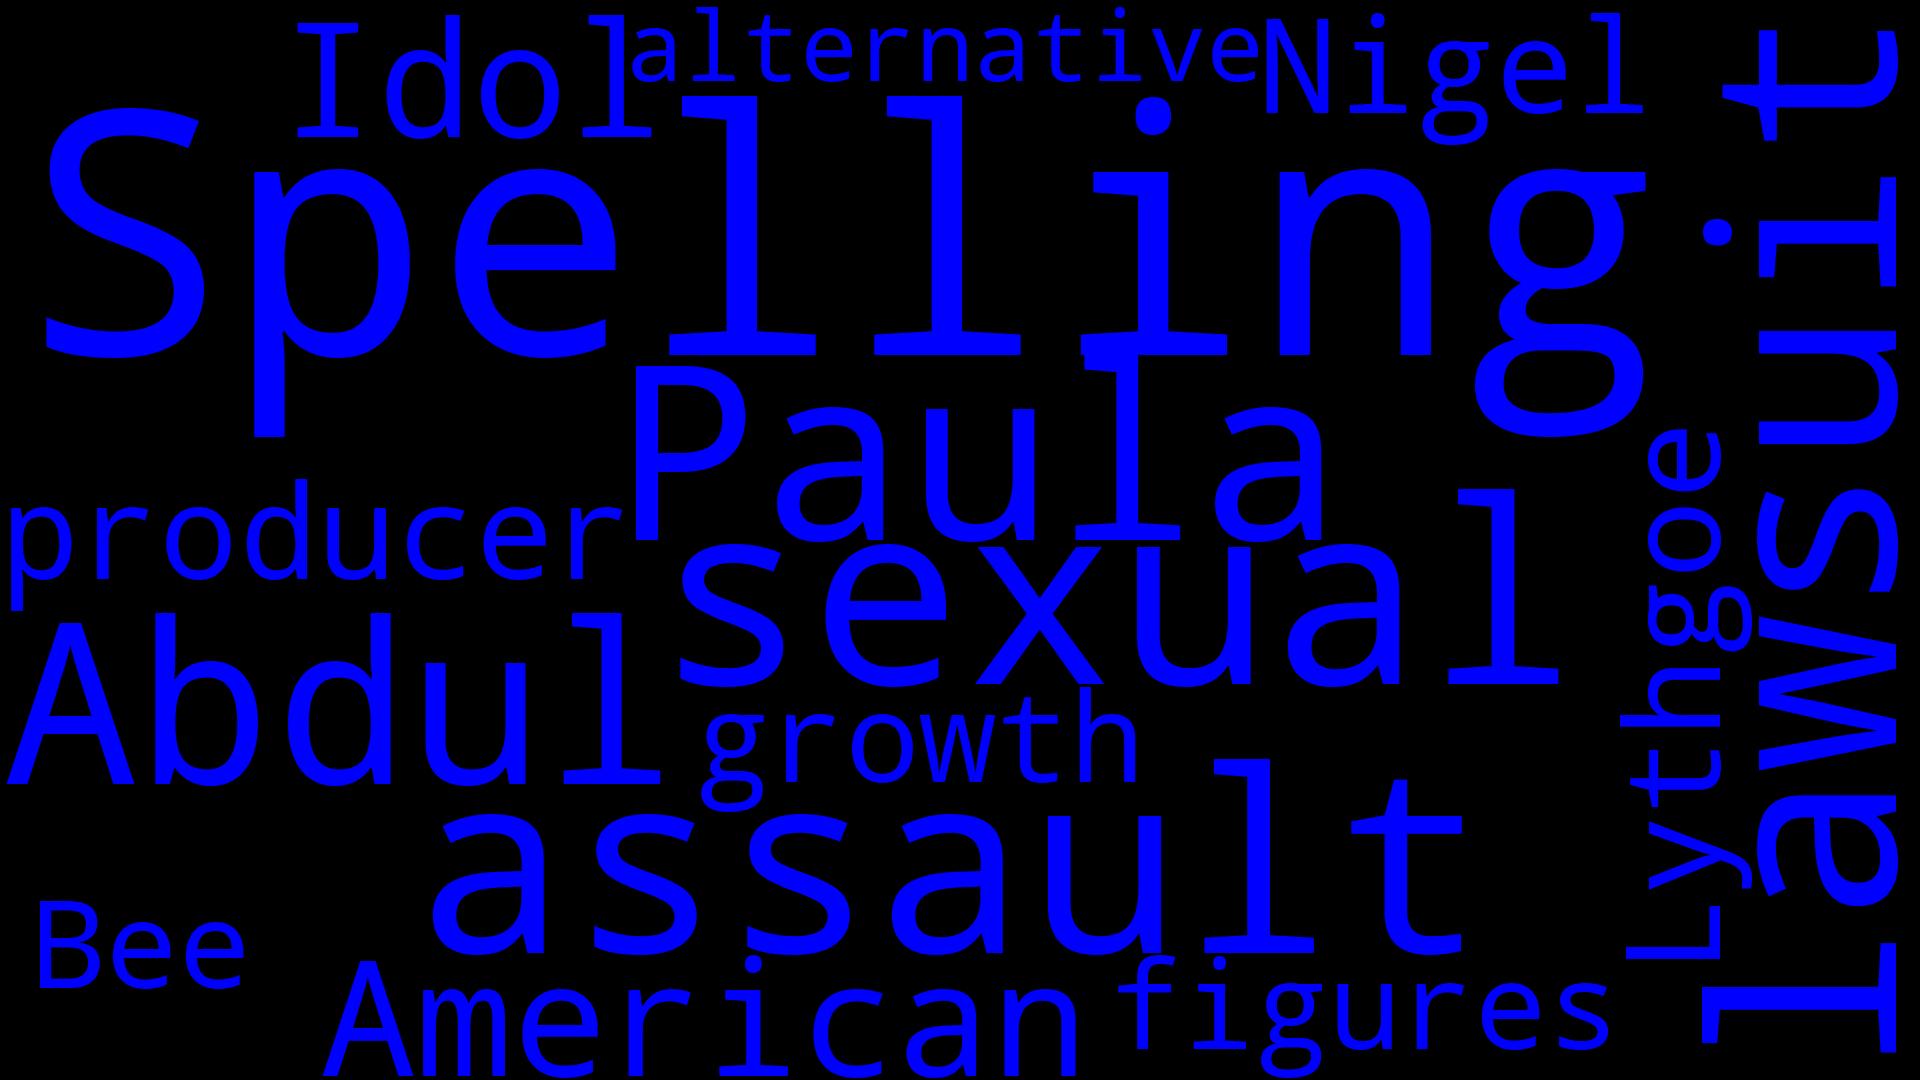 Idol
alternative
Nigel
Spelling
lawsuit
Paula
Lythgoe
producer
sexual
Abdul
growth
assault
Bee
American
figures